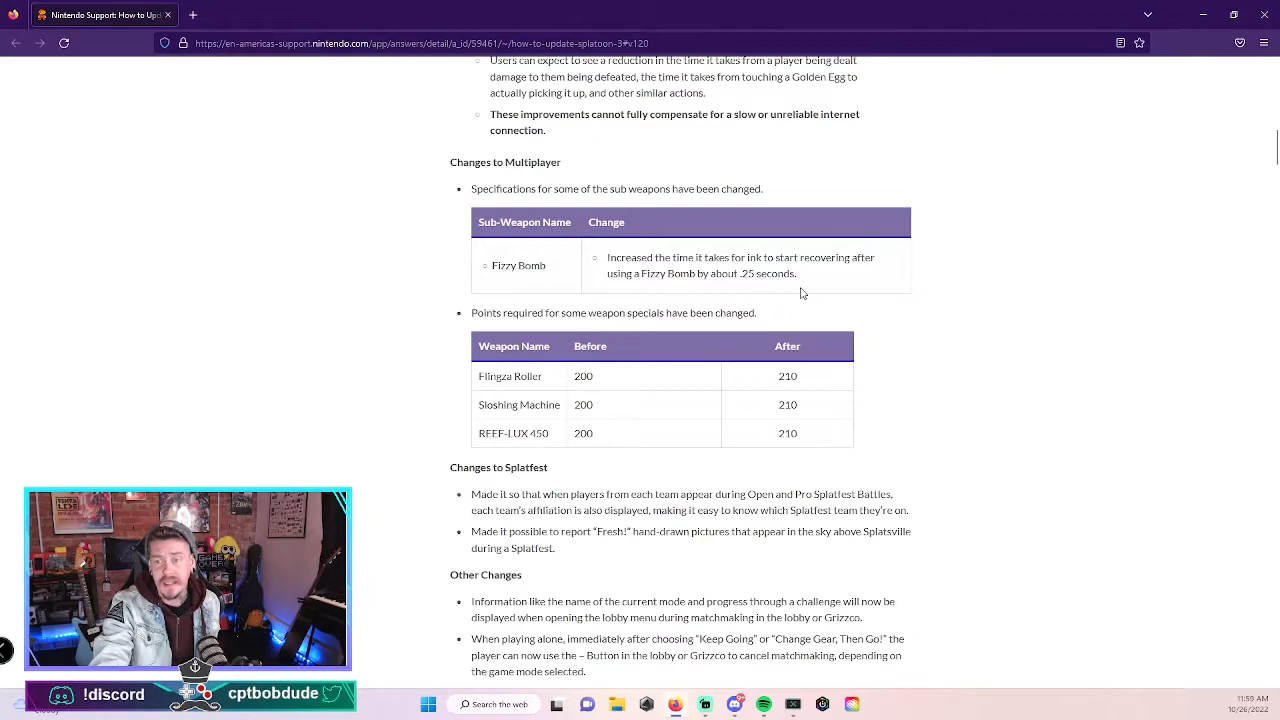 Nintendo Support: How to Upd
https://en-americas-support.nintendo.com/app/answers/detail/a_id/59461/~/how-to-update-splatoon-3#v120
Users can expect to see a reduction in the time it takes from a player being dealt
damage to them being defeated, the time it takes from touching a Golden Egg to
actually picking it up, and other similar actions.
These improvements cannot fully compensate for a slow or unreliable internet
connection.
Changes to Multiplayer
Specifications for some of the sub weapons have been changed.
Sub-Weapon Name Change
Fizzy Bomb
Increased the time it takes for ink to start recovering after
using a Fizzy Bomb by about .25 seconds.
Points required for some weapon specials have been changed.
Weapon Name Before After
Flingza Roller 200 210
Sloshing Machine 200 210
REEF-LUX 450 200 210
Changes to Splatfest
Made it so that when players from each team appear during Open and Pro Splatfest Battles,
each team's affiliation is also displayed, making it easy to know which Splatfest team they're on.
Made it possible to report "Fresh!" hand-drawn pictures that appear in the sky above Splatsville
during a Splatfest.
Other Changes
Information like the name of the current mode and progress through a challenge will now be
displayed when opening the lobby menu during matchmaking in the lobby or Grizzco.
When playing alone, immediately after choosing "Keep Going" or "Change Gear, Then Go!" the
player can now use the – Button in the lobby or Grizzco to cancel matchmaking, depending on
the game mode selected.
GAME
OVER
!discord
cptbobdude
Cloudy
Search the web
11:59 AM
10/26/2022